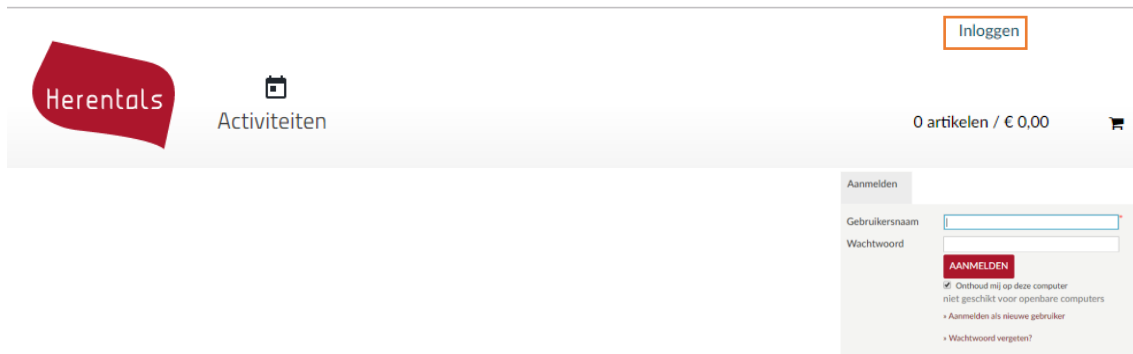 Inloggen
Herentals
Activiteiten
0 artikelen / € 0,00
Aanmelden
Gebruikersnaam *
Wachtwoord
AANMELDEN
Onthoud mij op deze computer
niet geschikt voor openbare computers
» Aanmelden als nieuwe gebruiker
» Wachtwoord vergeten?